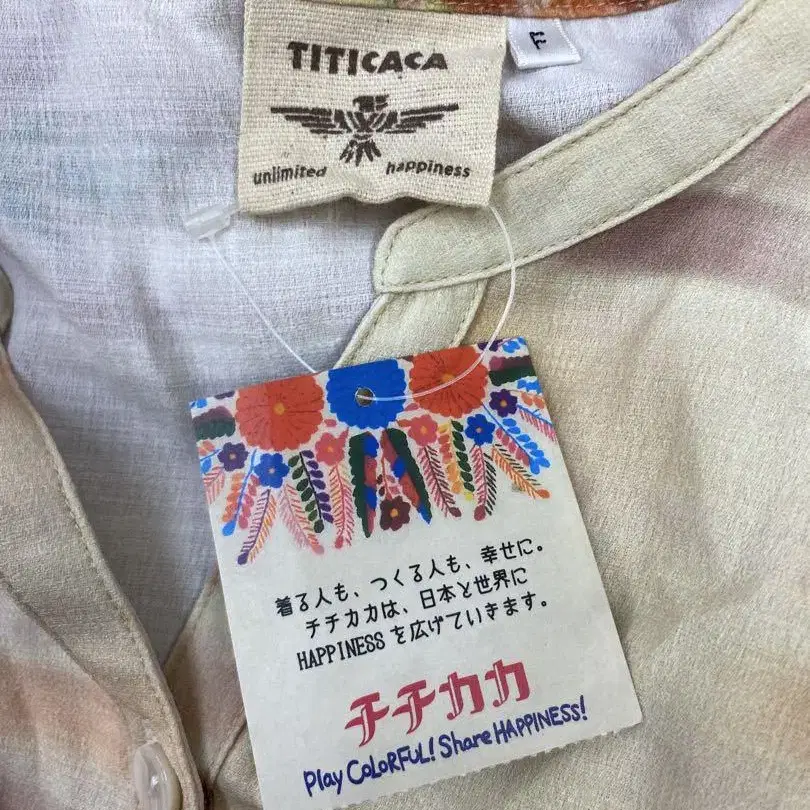 TITICACA
unlimited happiness
F
着る人も、つくる人も、幸せに。
チチカカは、日本と世界に
HAPPINESS を広げていきます。
チチカカ
Play COLORFUL! Share HAPPINESS!